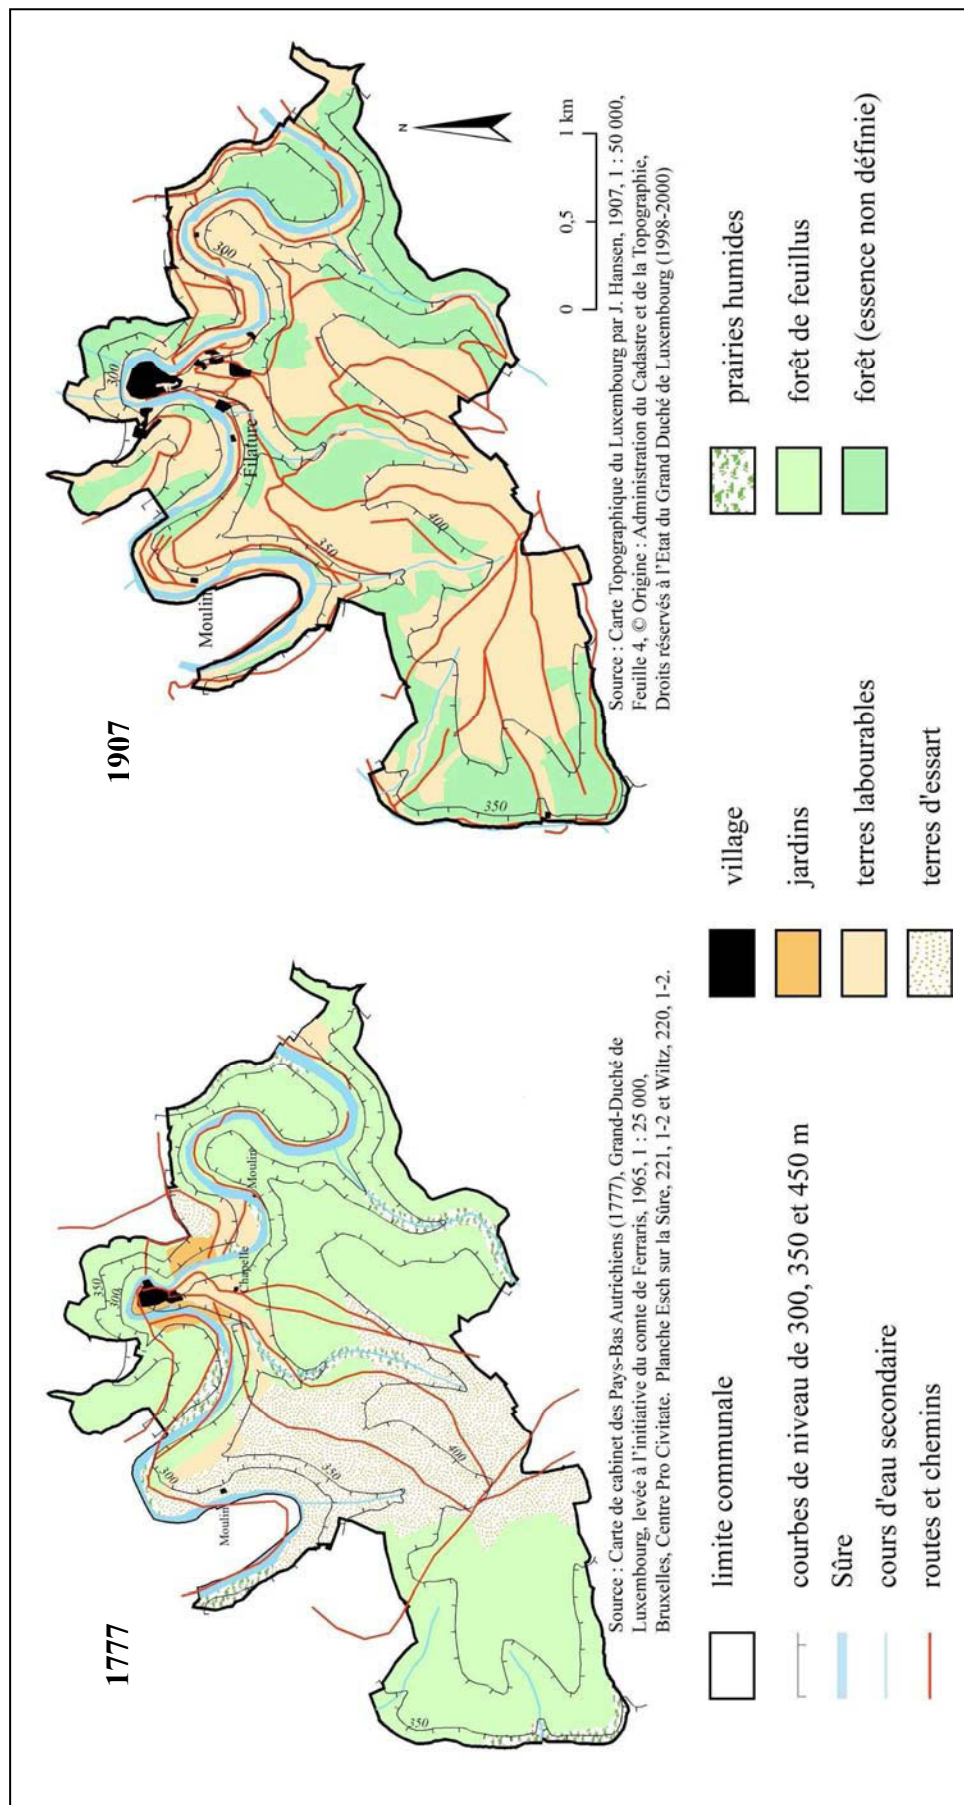 1777
350
300
Chapelle
Moulin
300
Moulin
350
400
350
Source : Carte de cabinet des Pays-Bas Autrichiens (1777), Grand-Duché de
Luxembourg, levée à l'initiative du comte de Ferraris, 1965, 1 : 25 000,
Bruxelles, Centre Pro Civitate. Planche Esch sur la Sûre, 221, 1-2 et Wiltz, 220, 1-2.
1907
300
300
Moulin
Filature
350
400
350
N
0 0,5 1 km
Source : Carte Topographique du Luxembourg par J. Hansen, 1907, 1 : 50 000,
Feuille 4, © Origine : Administration du Cadastre et de la Topographie,
Droits réservés à l'Etat du Grand Duché de Luxembourg (1998-2000)
limite communale
courbes de niveau de 300, 350 et 450 m
Sûre
cours d'eau secondaire
routes et chemins
village
jardins
terres labourables
terres d'essart
prairies humides
forêt de feuillus
forêt (essence non définie)